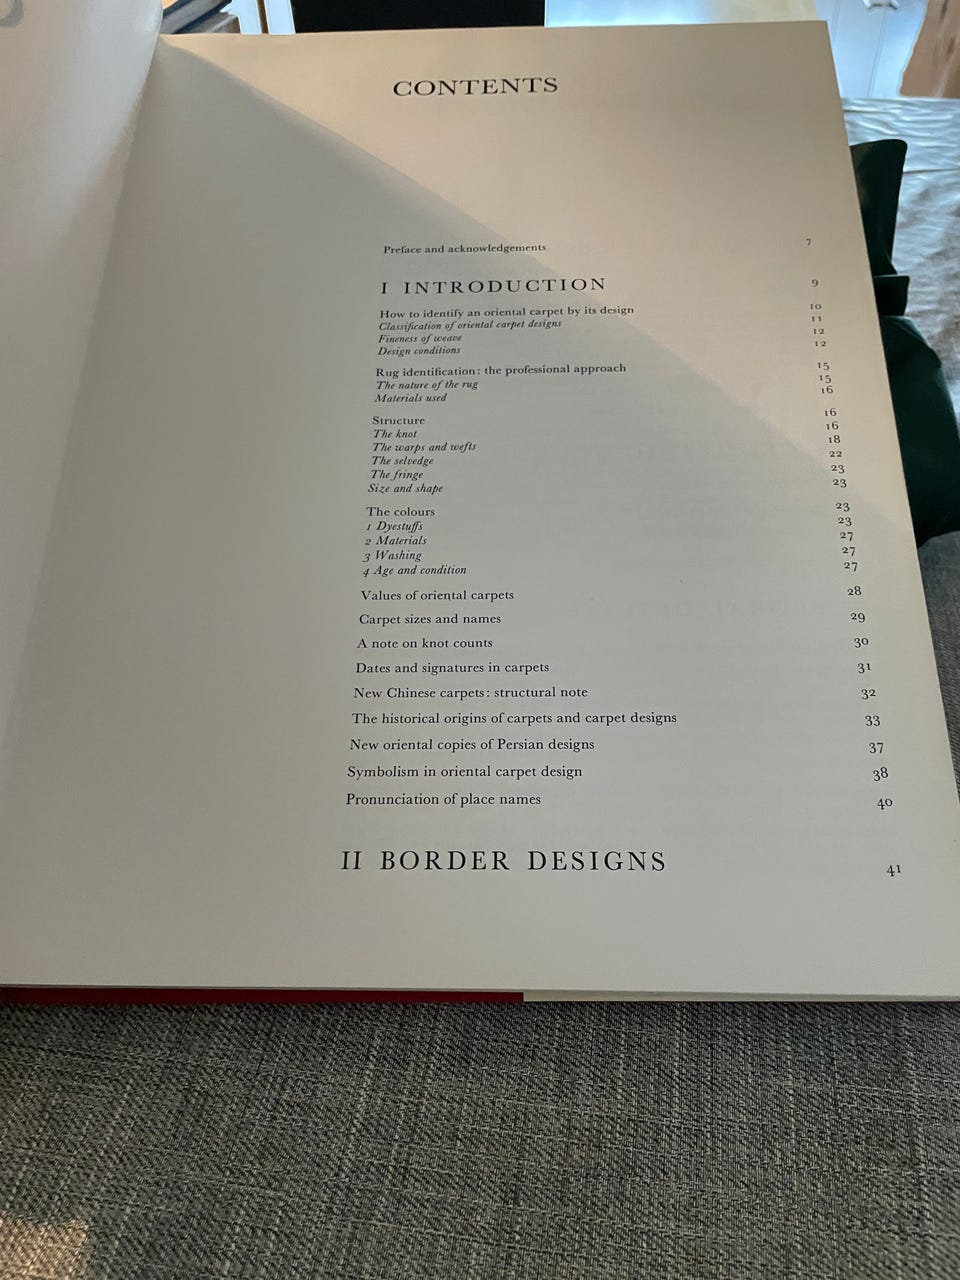 CONTENTS
Preface and acknowledgements 7
I INTRODUCTION 9
How to identify an oriental carpet by its design 10
Classification of oriental carpet designs 11
Fineness of weave 12
Design conditions 12
Rug identification: the professional approach 15
The nature of the rug 15
Materials used 16
Structure 16
The knot 16
The warps and wefts 18
The selvedge 22
The fringe 23
Size and shape 23
The colours 23
1 Dyestuffs 23
2 Materials 27
3 Washing 27
4 Age and condition 27
Values of oriental carpets 28
Carpet sizes and names 29
A note on knot counts 30
Dates and signatures in carpets 31
New Chinese carpets: structural note 32
The historical origins of carpets and carpet designs 33
New oriental copies of Persian designs 37
Symbolism in oriental carpet design 38
Pronunciation of place names 40
II BORDER DESIGNS 41